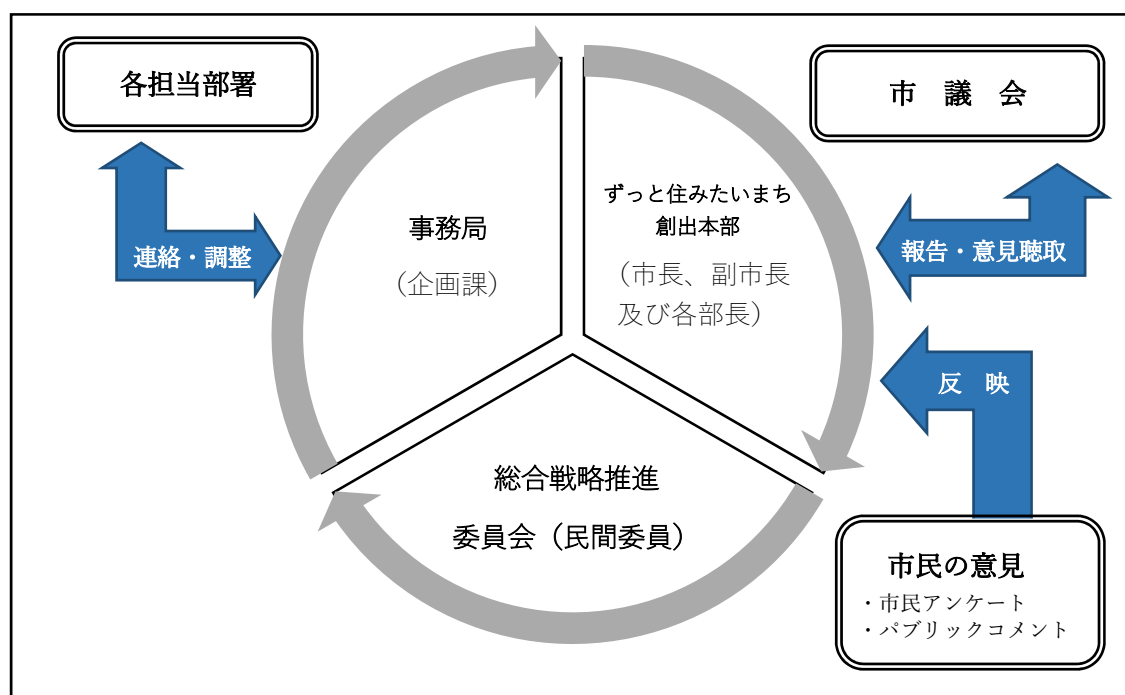 各担当部署
市　議　会
連絡・調整
事務局
（企画課）
ずっと住みたいまち
創出本部
（市長、副市長
及び各部長）
報告・意見聴取
反　映
総合戦略推進
委員会（民間委員）
市民の意見
・市民アンケート
・パブリックコメント